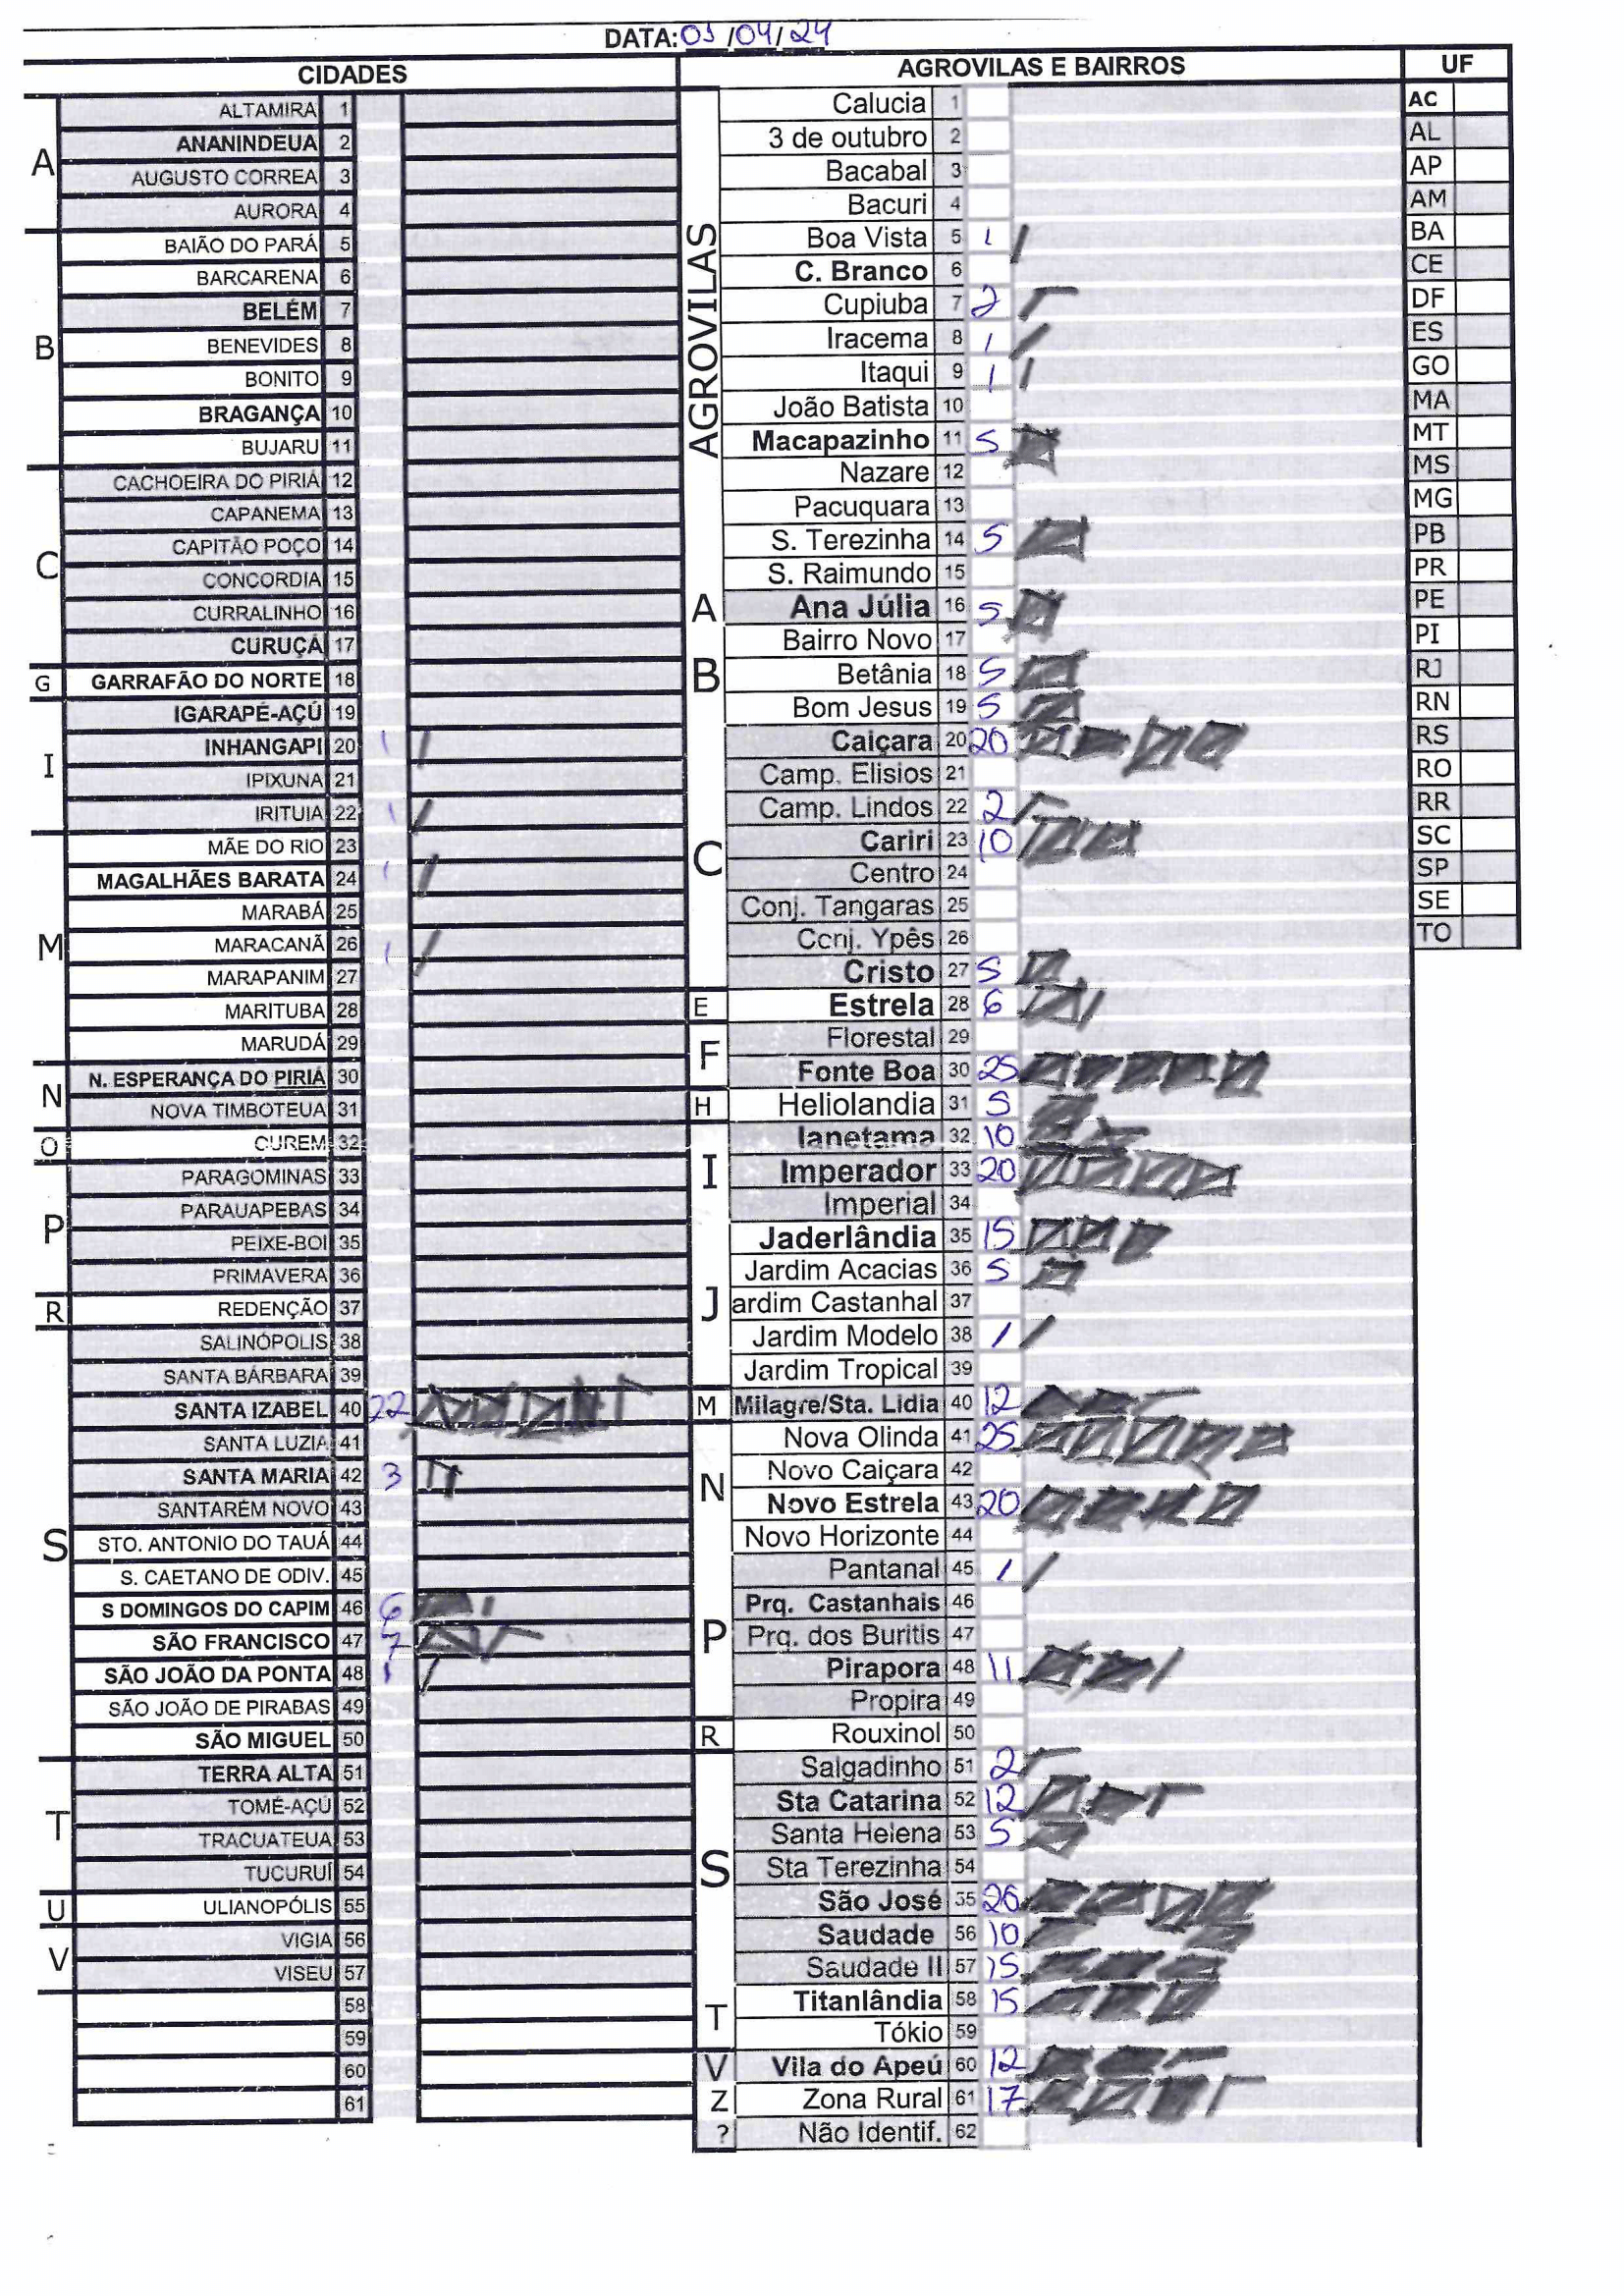 DATA: 05/04/24
CIDADES
A
ALTAMIRA 1
ANANINDEUA 2
AUGUSTO CORREA 3
AURORA 4
B
BAIÃO DO PARÁ 5
BARCARENA 6
BELÉM 7
BENEVIDES 8
BONITO 9
BRAGANÇA 10
BUJARU 11
C
CACHOEIRA DO PIRIÁ 12
CAPANEMA 13
CAPITÃO POÇO 14
CONCORDIA 15
CURRALINHO 16
CURUÇÁ 17
G
GARRAFÃO DO NORTE 18
I
IGARAPÉ-AÇÚ 19
INHANGAPI 20 1
IPIXUNA 21
IRITUIA 22 1
M
MÃE DO RIO 23
MAGALHÃES BARATA 24 1
MARABÁ 25
MARACANÃ 26 1
MARAPANIM 27
MARITUBA 28
MARUDÁ 29
N
N. ESPERANÇA DO PIRIÁ 30
NOVA TIMBOTEUA 31
O
OUREM 32
P
PARAGOMINAS 33
PARAUAPEBAS 34
PEIXE-BOI 35
PRIMAVERA 36
R
REDENÇÃO 37
S
SALINÓPOLIS 38
SANTA BÁRBARA 39
SANTA IZABEL 40 22
SANTA LUZIA 41
SANTA MARIA 42 3
SANTARÉM NOVO 43
STO. ANTONIO DO TAUÁ 44
S. CAETANO DE ODIV. 45
S DOMINGOS DO CAPIM 46 6
SÃO FRANCISCO 47 7
SÃO JOÃO DA PONTA 48 1
SÃO JOÃO DE PIRABAS 49
SÃO MIGUEL 50
T
TERRA ALTA 51
TOMÉ-AÇÚ 52
TRACUATEUA 53
TUCURUÍ 54
U
ULIANOPÓLIS 55
V
VIGIA 56
VISEU 57
58
59
60
61
AGROVILAS E BAIRROS
AGROVILAS
Calucia 1
3 de outubro 2
Bacabal 3
Bacuri 4
Boa Vista 5 1
C. Branco 6
Cupiuba 7 2
Iracema 8 1
Itaqui 9 1
João Batista 10
Macapazinho 11 5
Nazare 12
Pacuquara 13
S. Terezinha 14 5
S. Raimundo 15
A
Ana Júlia 16 5
B
Bairro Novo 17
Betânia 18 5
Bom Jesus 19 5
C
Caiçara 20 20
Camp. Elisios 21
Camp. Lindos 22 2
Cariri 23 10
Centro 24
Conj. Tangaras 25
Conj. Ypês 26
Cristo 27 5
E
Estrela 28 6
F
Florestal 29
Fonte Boa 30 25
H
Heliolandia 31 5
I
Ianetama 32 10
Imperador 33 20
Imperial 34
J
Jaderlândia 35 15
Jardim Acacias 36 5
ardim Castanhal 37
Jardim Modelo 38 1
Jardim Tropical 39
M
Milagre/Sta. Lidia 40 12
N
Nova Olinda 41 25
Novo Caiçara 42
Novo Estrela 43 20
Novo Horizonte 44
P
Pantanal 45 1
Prq. Castanhais 46
Prq. dos Buritis 47
Pirapora 48 11
Propira 49
R
Rouxinol 50
S
Salgadinho 51 2
Sta Catarina 52 12
Santa Helena 53 5
Sta Terezinha 54
São José 55 26
Saudade 56 10
Saudade II 57 15
T
Titanlândia 58 15
Tókio 59
V
Vila do Apeú 60 12
Z
Zona Rural 61 17
?
Não Identif. 62
UF
AC
AL
AP
AM
BA
CE
DF
ES
GO
MA
MT
MS
MG
PB
PR
PE
PI
RJ
RN
RS
RO
RR
SC
SP
SE
TO